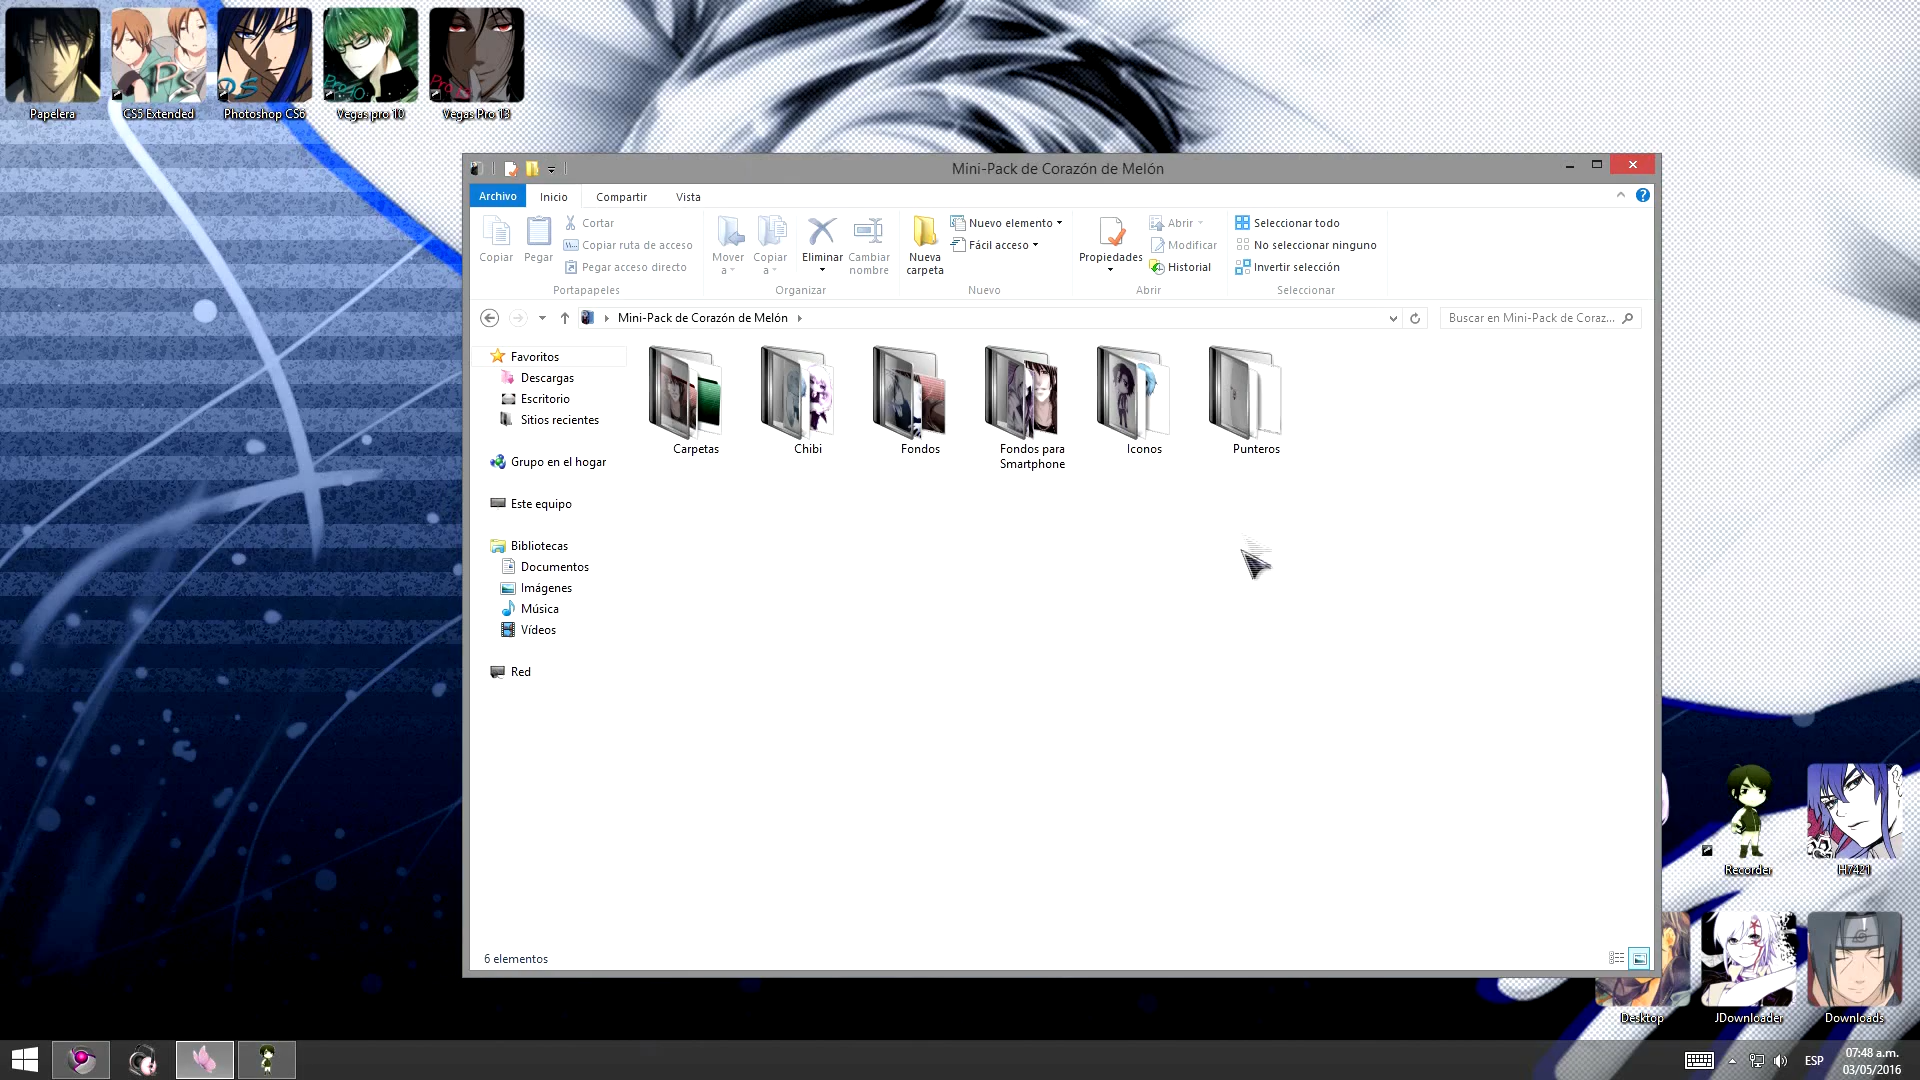 Papelera
CS5 Extended
Photoshop CS6
Vegas pro 10
Vegas Pro 13
Mini-Pack de Corazón de Melón
Archivo
Inicio
Compartir
Vista
Copiar
Pegar
Cortar
Copiar ruta de acceso
Pegar acceso directo
Portapapeles
Mover
a
Copiar
a
Eliminar
Cambiar
nombre
Organizar
Nueva
carpeta
Nuevo elemento
Fácil acceso
Nuevo
Propiedades
Abrir
Modificar
Historial
Abrir
Seleccionar todo
No seleccionar ninguno
Invertir selección
Seleccionar
Mini-Pack de Corazón de Melón
Buscar en Mini-Pack de Coraz...
Favoritos
Descargas
Escritorio
Sitios recientes
Grupo en el hogar
Este equipo
Bibliotecas
Documentos
Imágenes
Música
Vídeos
Red
Carpetas
Chibi
Fondos
Fondos para
Smartphone
Iconos
Punteros
6 elementos
Recorder
H7421
Desktop
JDownloader
Downloads
ESP
07:48 a.m.
03/05/2016